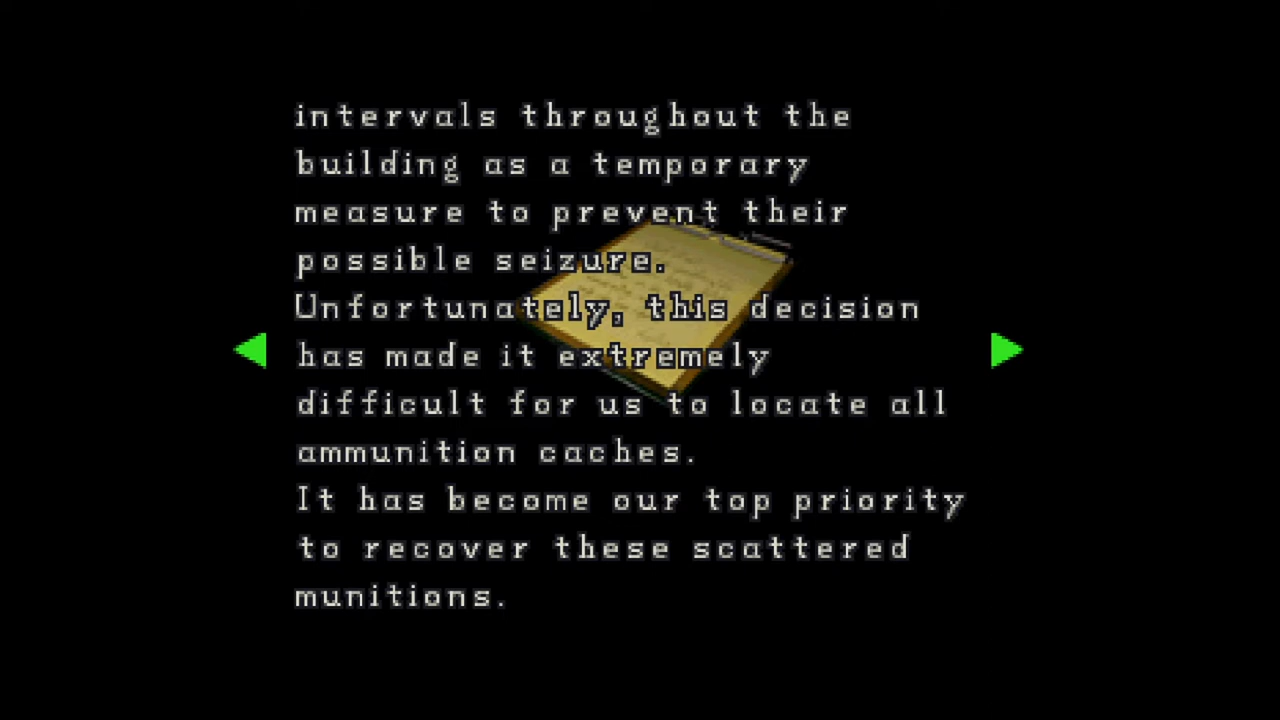 intervals throughout the
building as a temporary
measure to prevent their
possible seizure.
Unfortunately, this decision
has made it extremely
difficult for us to locate all
ammunition caches.
It has become our top priority
to recover these scattered
munitions.